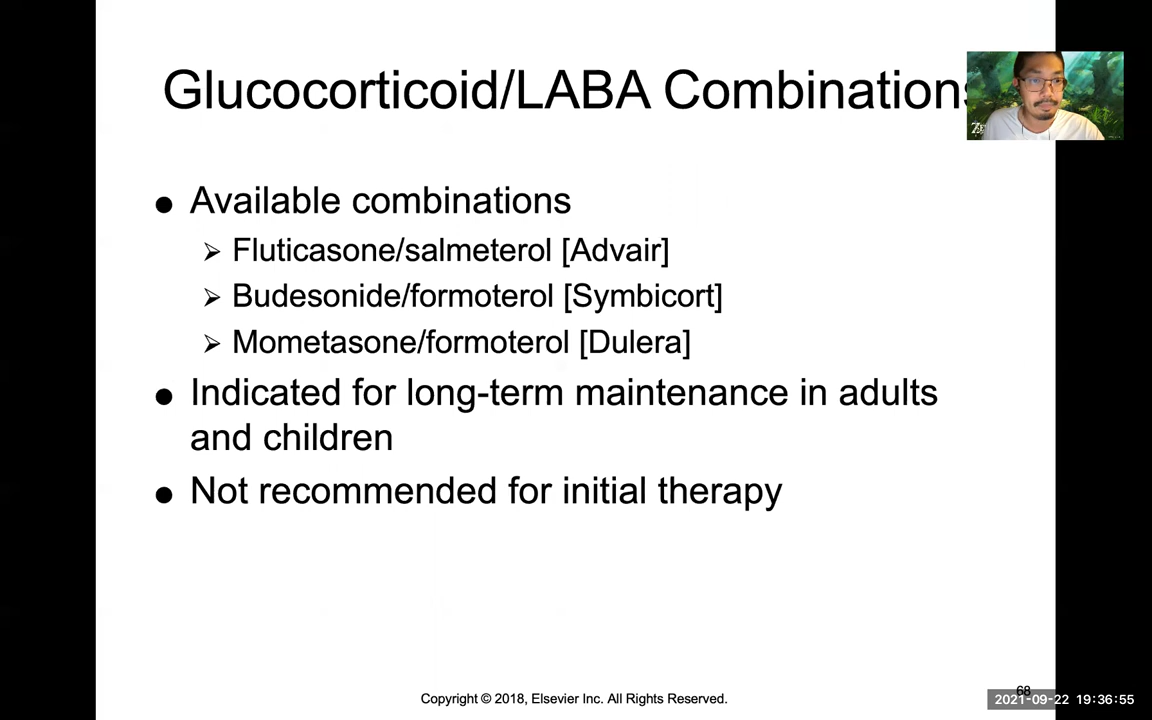 Glucocorticoid/LABA Combinations
● Available combinations
➢ Fluticasone/salmeterol [Advair]
➢ Budesonide/formoterol [Symbicort]
➢ Mometasone/formoterol [Dulera]
● Indicated for long-term maintenance in adults
and children
● Not recommended for initial therapy
Copyright © 2018, Elsevier Inc. All Rights Reserved.
68
2021-09-22 19:36:55